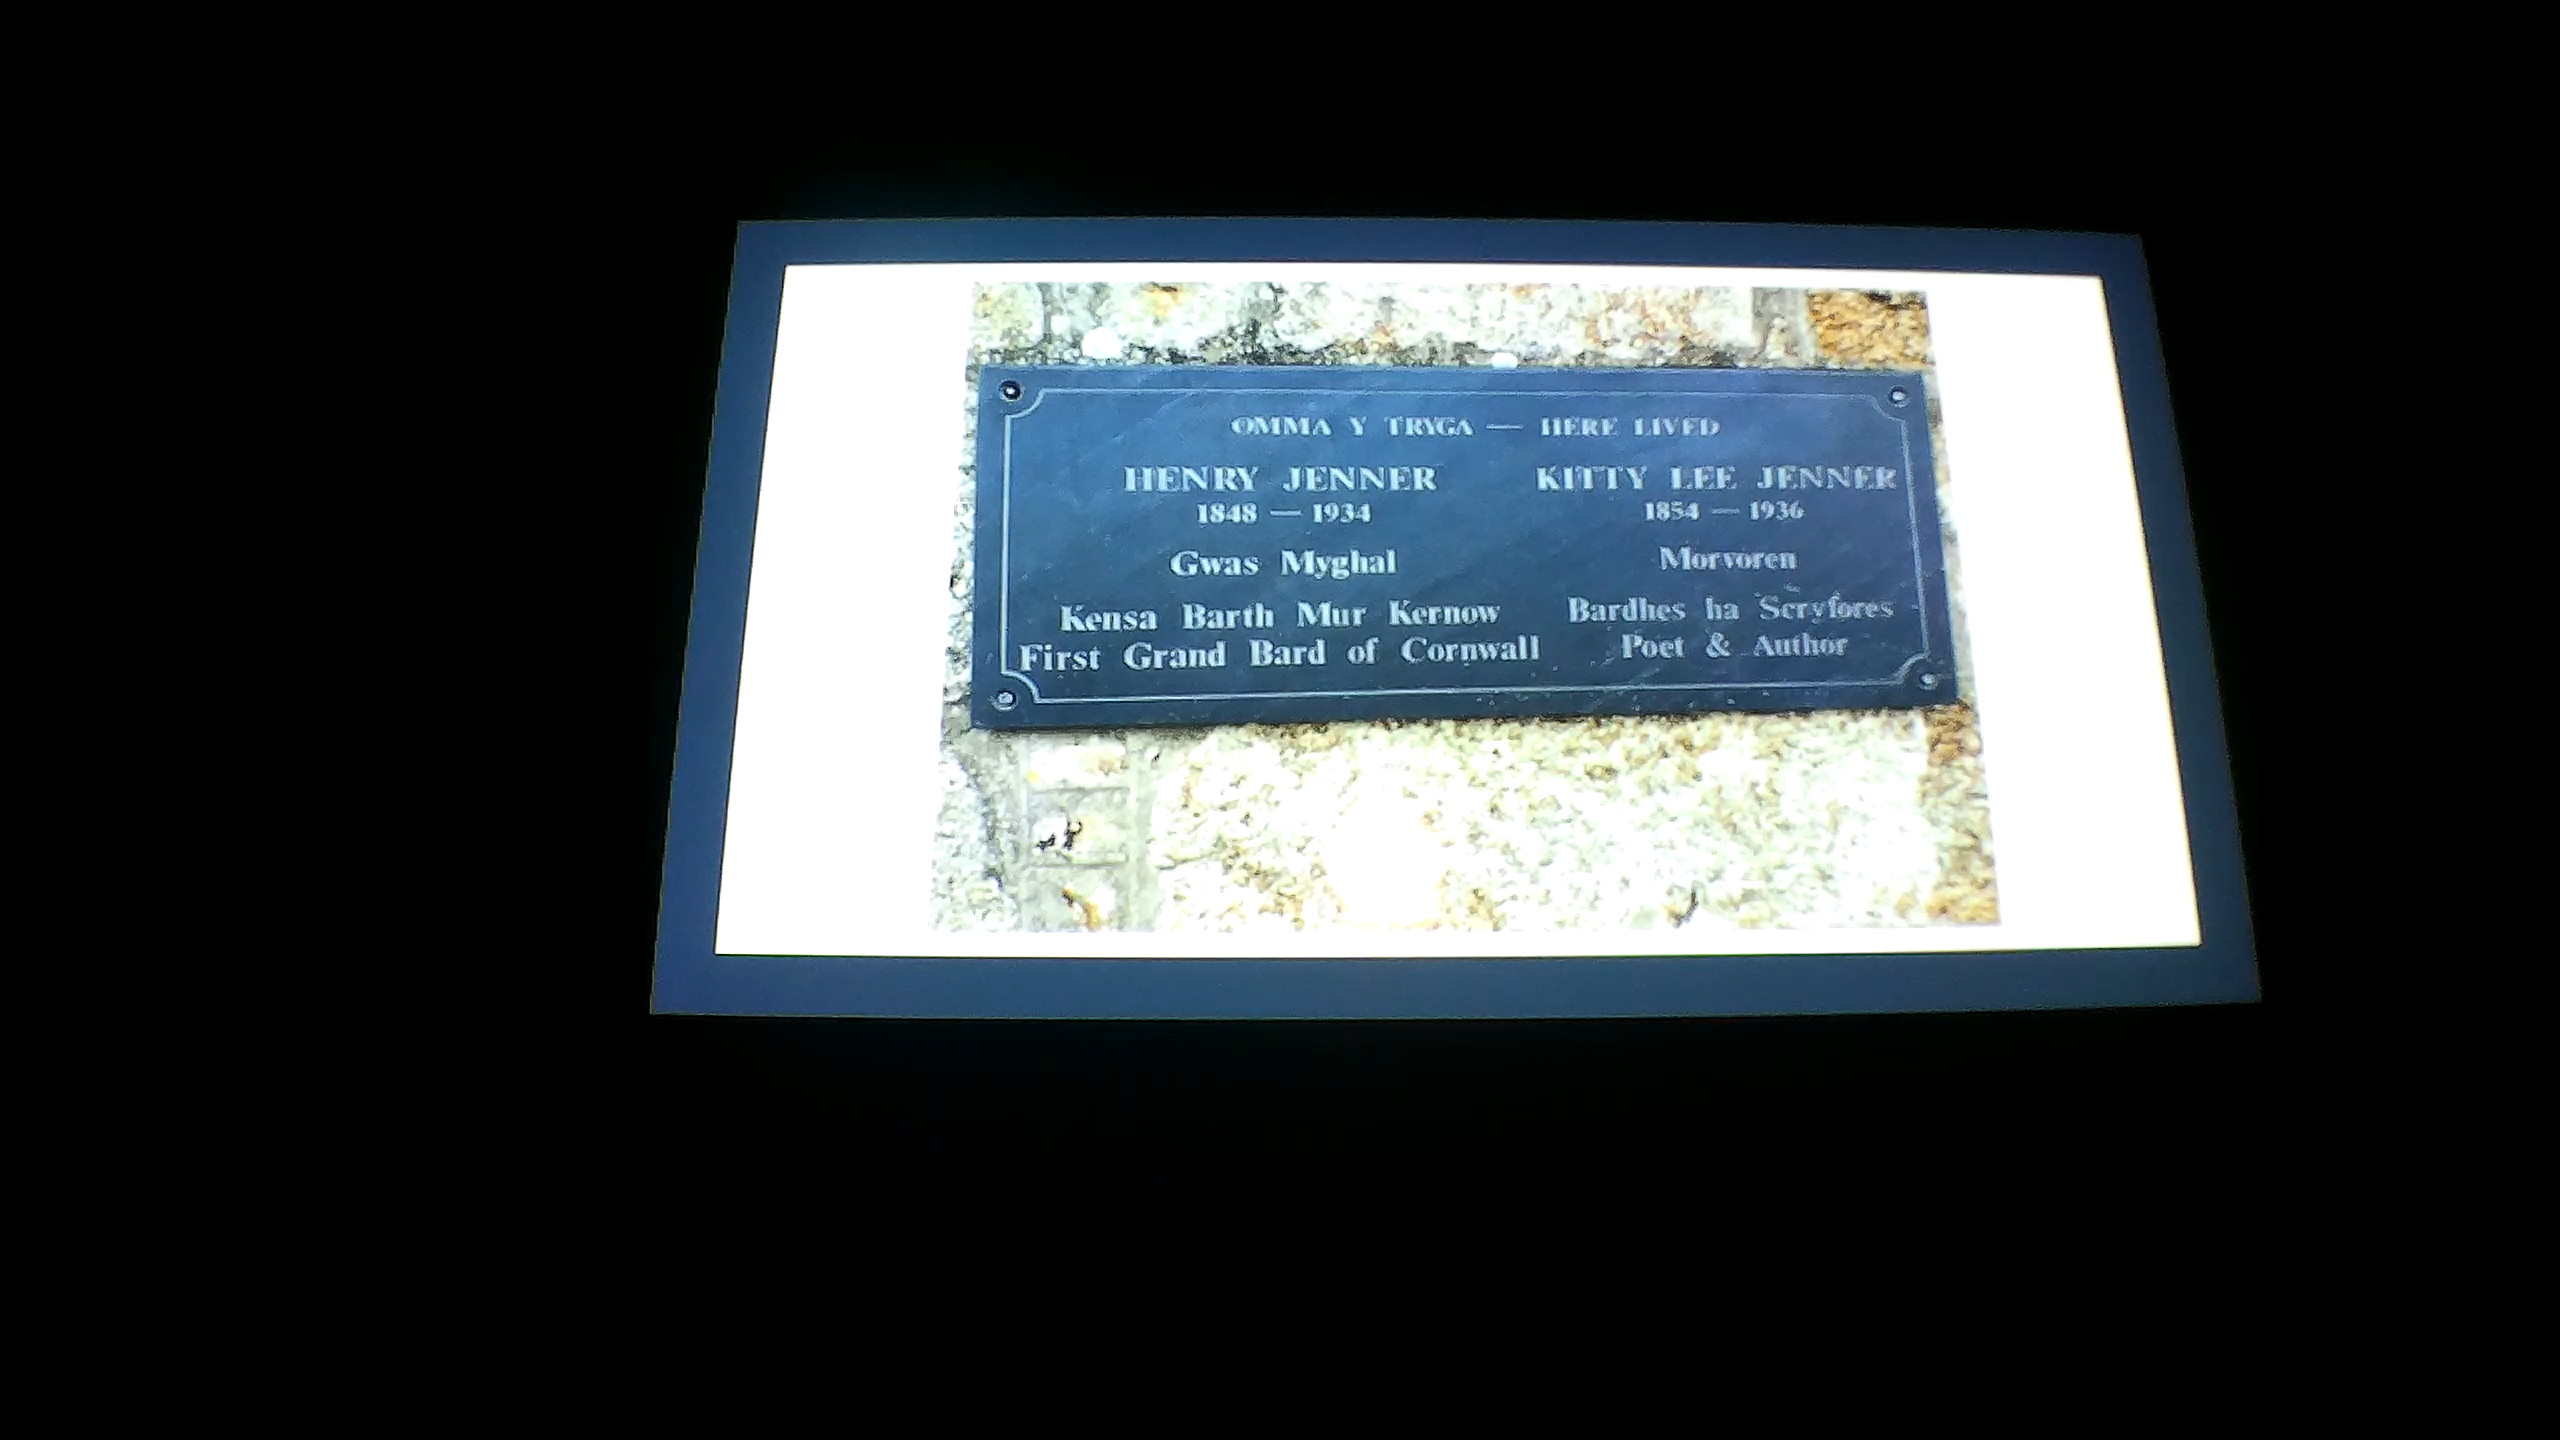 OMMA Y TRYGA — HERE LIVED
HENRY JENNER
1848 — 1934
Gwas Myghal
Kensa Barth Mur Kernow
First Grand Bard of Cornwall
KITTY LEE JENNER
1854 — 1936
Morvoren
Bardhes ha Scryfores
Poet & Author